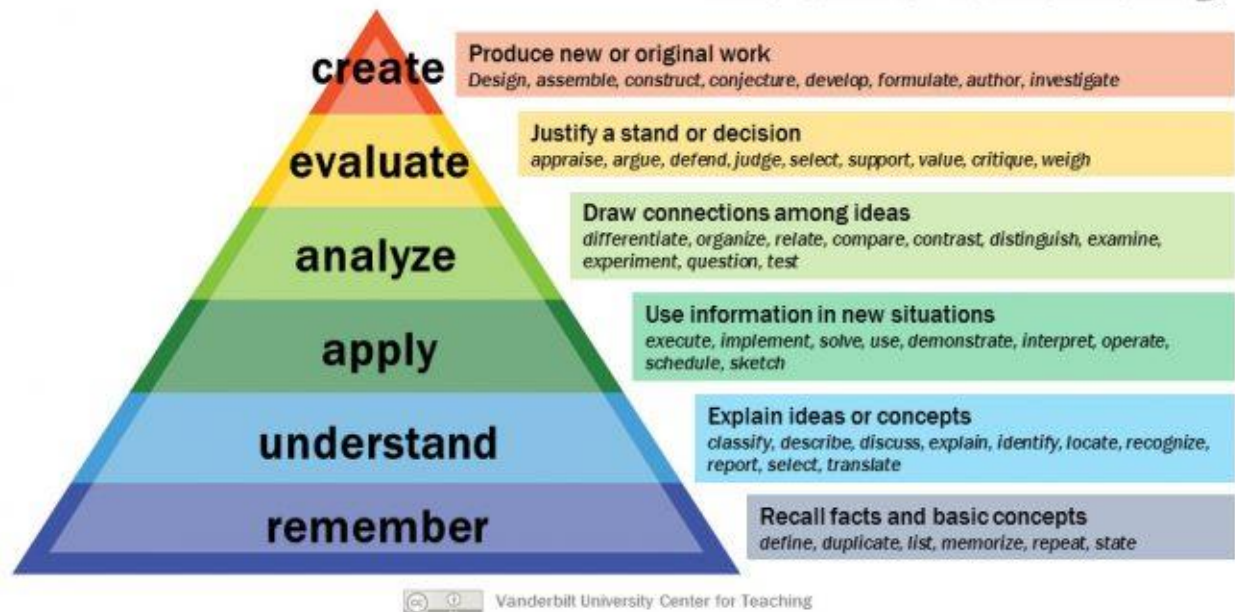 create
Produce new or original work
Design, assemble, construct, conjecture, develop, formulate, author, investigate
evaluate
Justify a stand or decision
appraise, argue, defend, judge, select, support, value, critique, weigh
analyze
Draw connections among ideas
differentiate, organize, relate, compare, contrast, distinguish, examine,
experiment, question, test
apply
Use information in new situations
execute, implement, solve, use, demonstrate, interpret, operate,
schedule, sketch
understand
Explain ideas or concepts
classify, describe, discuss, explain, identify, locate, recognize,
report, select, translate
remember
Recall facts and basic concepts
define, duplicate, list, memorize, repeat, state
cc
Vanderbilt University Center for Teaching